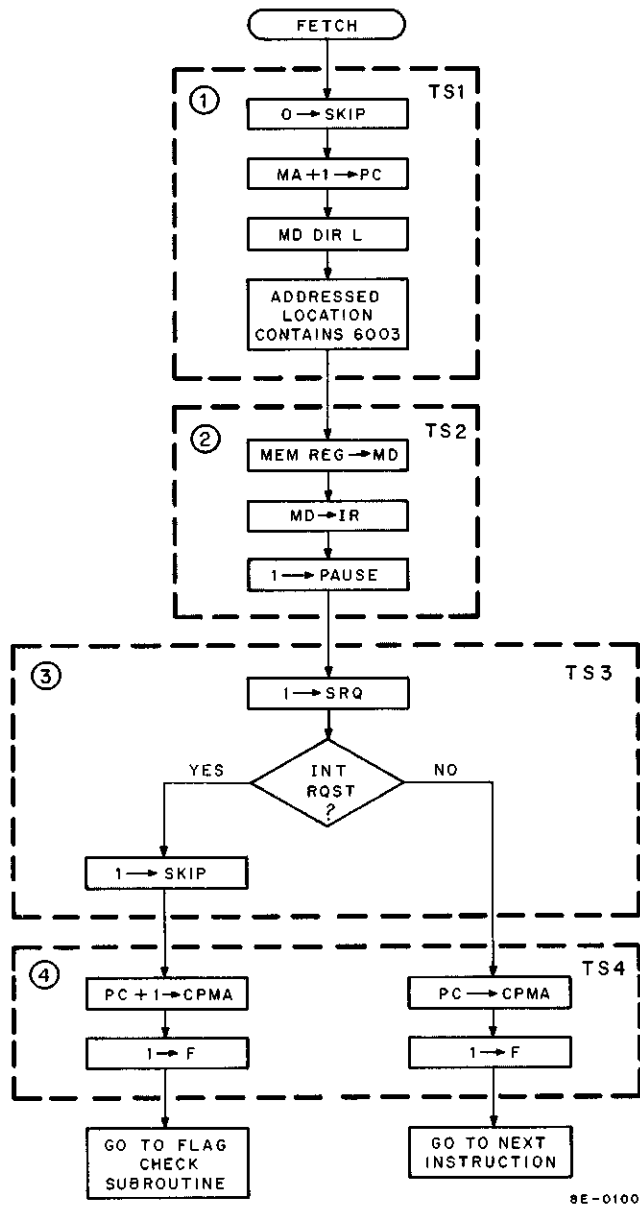 FETCH
① TS1
0→SKIP
MA+1→PC
MD DIR L
ADDRESSED
LOCATION
CONTAINS 6003
② TS2
MEM REG→MD
MD→IR
1→PAUSE
③ TS3
1→SRQ
YES
INT
RQST
?
NO
1→SKIP
④ TS4
PC+1→CPMA
PC→CPMA
1→F
1→F
GO TO FLAG
CHECK
SUBROUTINE
GO TO NEXT
INSTRUCTION
8E-0100